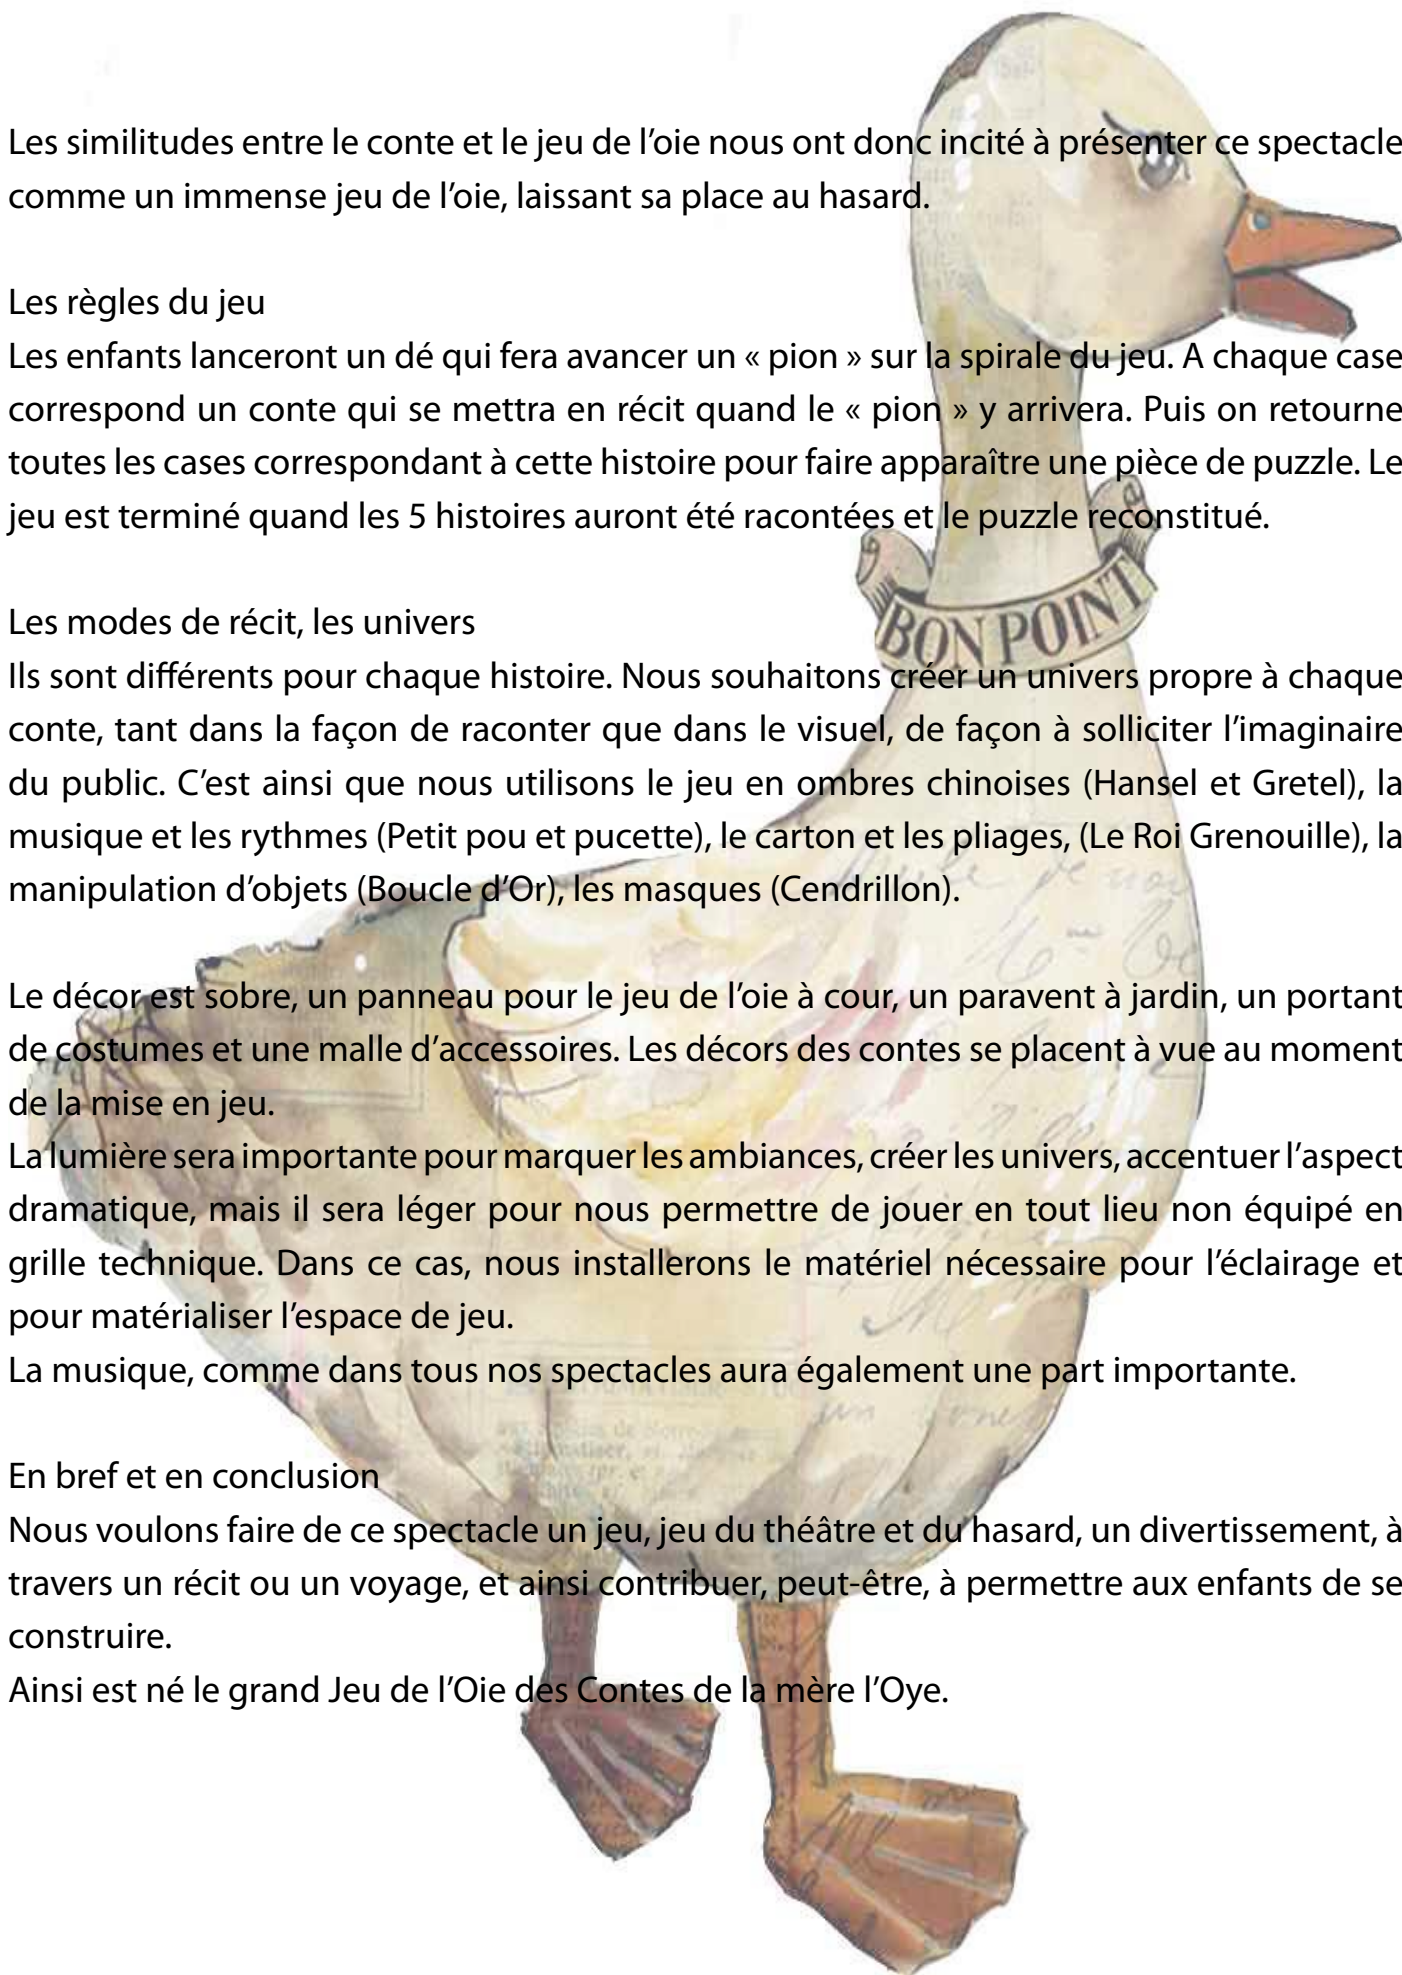 Les similitudes entre le conte et le jeu de l’oie nous ont donc incité à présenter ce spectacle
comme un immense jeu de l’oie, laissant sa place au hasard.
Les règles du jeu
Les enfants lanceront un dé qui fera avancer un « pion » sur la spirale du jeu. A chaque case
correspond un conte qui se mettra en récit quand le « pion » y arrivera. Puis on retourne
toutes les cases correspondant à cette histoire pour faire apparaître une pièce de puzzle. Le
jeu est terminé quand les 5 histoires auront été racontées et le puzzle reconstitué.
BON POINT
Les modes de récit, les univers
Ils sont différents pour chaque histoire. Nous souhaitons créer un univers propre à chaque
conte, tant dans la façon de raconter que dans le visuel, de façon à solliciter l’imaginaire
du public. C’est ainsi que nous utilisons le jeu en ombres chinoises (Hansel et Gretel), la
musique et les rythmes (Petit pou et pucette), le carton et les pliages, (Le Roi Grenouille), la
manipulation d’objets (Boucle d’Or), les masques (Cendrillon).
Le décor est sobre, un panneau pour le jeu de l’oie à cour, un paravent à jardin, un portant
de costumes et une malle d’accessoires. Les décors des contes se placent à vue au moment
de la mise en jeu.
La lumière sera importante pour marquer les ambiances, créer les univers, accentuer l’aspect
dramatique, mais il sera léger pour nous permettre de jouer en tout lieu non équipé en
grille technique. Dans ce cas, nous installerons le matériel nécessaire pour l’éclairage et
pour matérialiser l’espace de jeu.
La musique, comme dans tous nos spectacles aura également une part importante.
En bref et en conclusion
Nous voulons faire de ce spectacle un jeu, jeu du théâtre et du hasard, un divertissement, à
travers un récit ou un voyage, et ainsi contribuer, peut-être, à permettre aux enfants de se
construire.
Ainsi est né le grand Jeu de l’Oie des Contes de la mère l’Oye.